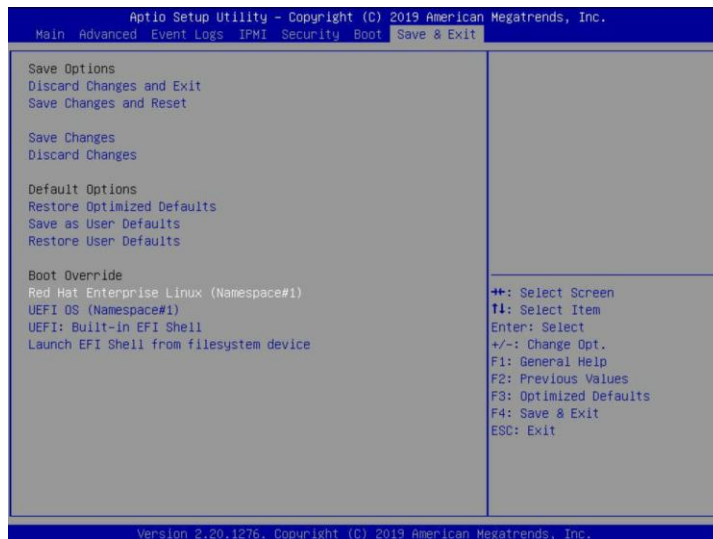 Aptio Setup Utility – Copyright (C) 2019 American Megatrends, Inc.
Main Advanced Event Logs IPMI Security Boot Save & Exit
Save Options
Discard Changes and Exit
Save Changes and Reset
Save Changes
Discard Changes
Default Options
Restore Optimized Defaults
Save as User Defaults
Restore User Defaults
Boot Override
Red Hat Enterprise Linux (Namespace#1)
UEFI OS (Namespace#1)
UEFI: Built-in EFI Shell
Launch EFI Shell from filesystem device
→←: Select Screen
↑↓: Select Item
Enter: Select
+/-: Change Opt.
F1: General Help
F2: Previous Values
F3: Optimized Defaults
F4: Save & Exit
ESC: Exit
Version 2.20.1276. Copyright (C) 2019 American Megatrends, Inc.